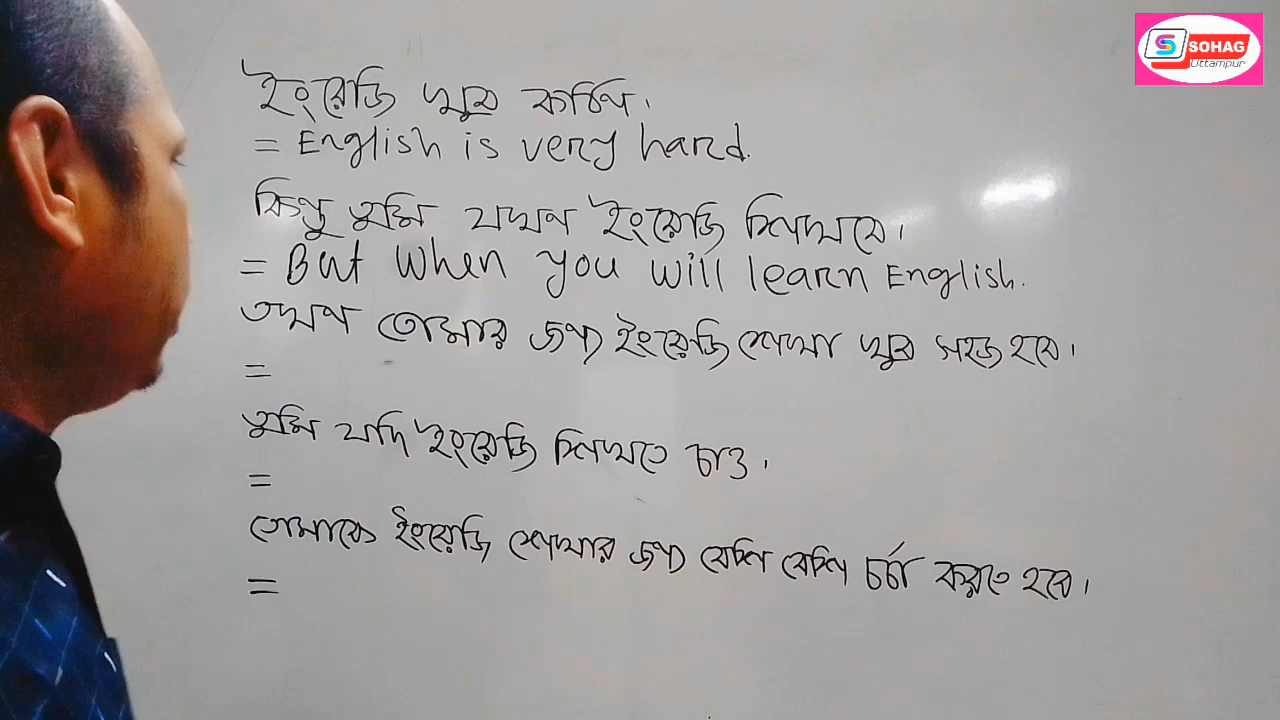 SOHAG
Uttampur
ইংরেজি খুব কঠিন।
= English is very hard.
কিন্তু তুমি যখন ইংরেজি শিখবে।
= But when you will learn English.
তখন তোমার জন্য ইংরেজি শেখা খুব সহজ হবে।
=
তুমি যদি ইংরেজি শিখতে চাও।
=
তোমাকে ইংরেজি শেখার জন্য বেশি বেশি চর্চা করতে হবে।
=